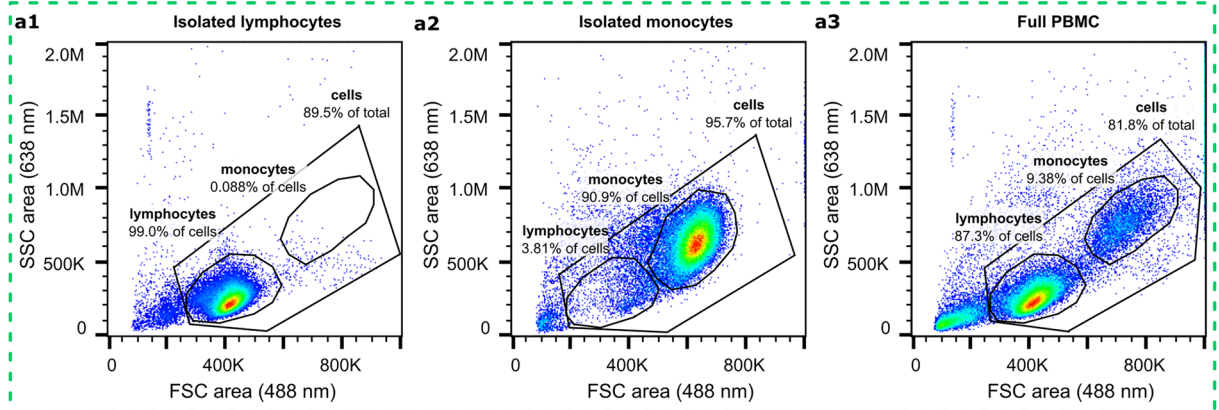 a1
Isolated lymphocytes
2.0M
1.5M
1.0M
500K
0
SSC area (638 nm)
cells
89.5% of total
monocytes
0.088% of cells
lymphocytes
99.0% of cells
0
400K
800K
FSC area (488 nm)
a2
Isolated monocytes
2.0M
1.5M
1.0M
500K
0
SSC area (638 nm)
cells
95.7% of total
monocytes
90.9% of cells
lymphocytes
3.81% of cells
0
400K
800K
FSC area (488 nm)
a3
Full PBMC
2.0M
1.5M
1.0M
500K
0
SSC area (638 nm)
cells
81.8% of total
monocytes
9.38% of cells
lymphocytes
87.3% of cells
0
400K
800K
FSC area (488 nm)